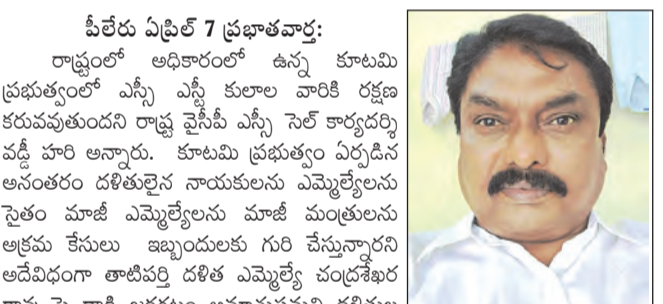 పీలేరు ఏప్రిల్ 7 ప్రభాతవార్త:
రాష్ట్రంలో అధికారంలో ఉన్న కూటమి
ప్రభుత్వంలో ఎస్సీ ఎస్టీ కులాల వారికి రక్షణ
కరువవుతుందని రాష్ట్ర వైసీపీ ఎస్సీ సెల్ కార్యదర్శి
వడ్డీ హరి అన్నారు. కూటమి ప్రభుత్వం ఏర్పడిన
అనంతరం దళితులైన నాయకులను ఎమ్మెల్యేలను
సైతం మాజీ ఎమ్మెల్యేలను మాజీ మంత్రులను
అక్రమ కేసులు ఇబ్బందులకు గురి చేస్తున్నారని
అదేవిధంగా తాటిపర్తి దళిత ఎమ్మెల్యే చంద్రశేఖర